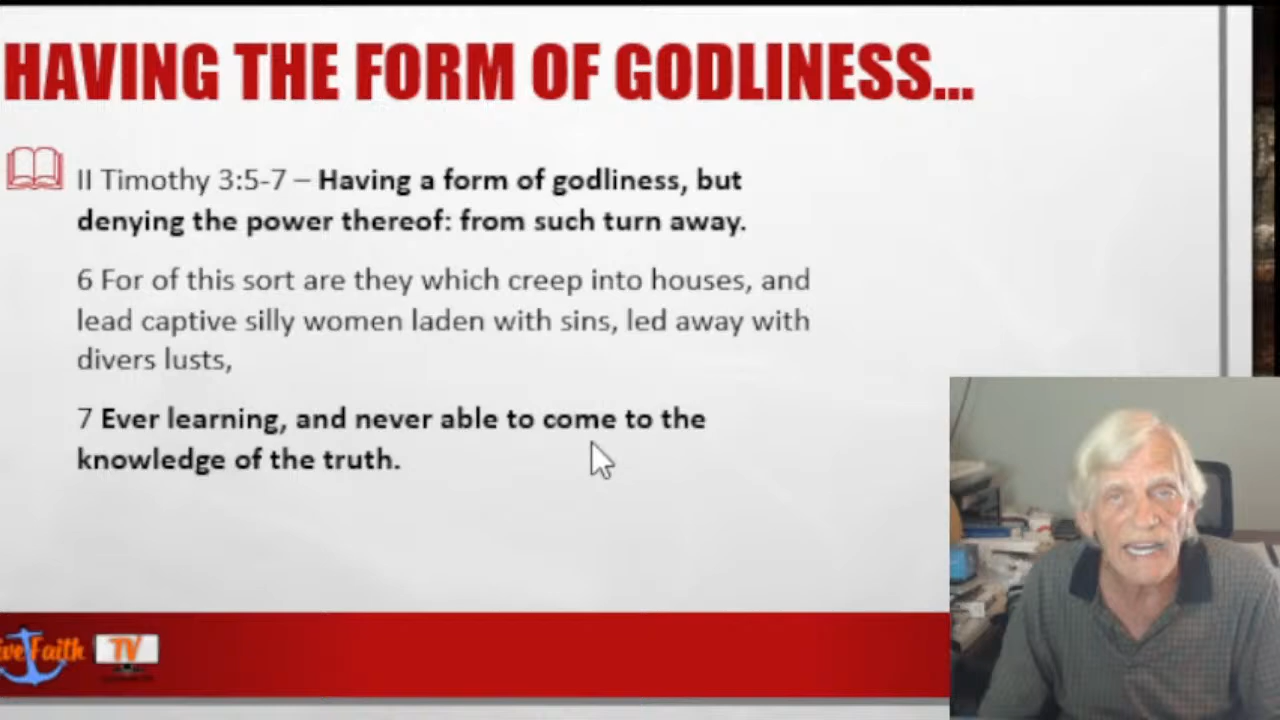 HAVING THE FORM OF GODLINESS...
II Timothy 3:5-7 – Having a form of godliness, but
denying the power thereof: from such turn away.
6 For of this sort are they which creep into houses, and
lead captive silly women laden with sins, led away with
divers lusts,
7 Ever learning, and never able to come to the
knowledge of the truth.
ive Faith
TV